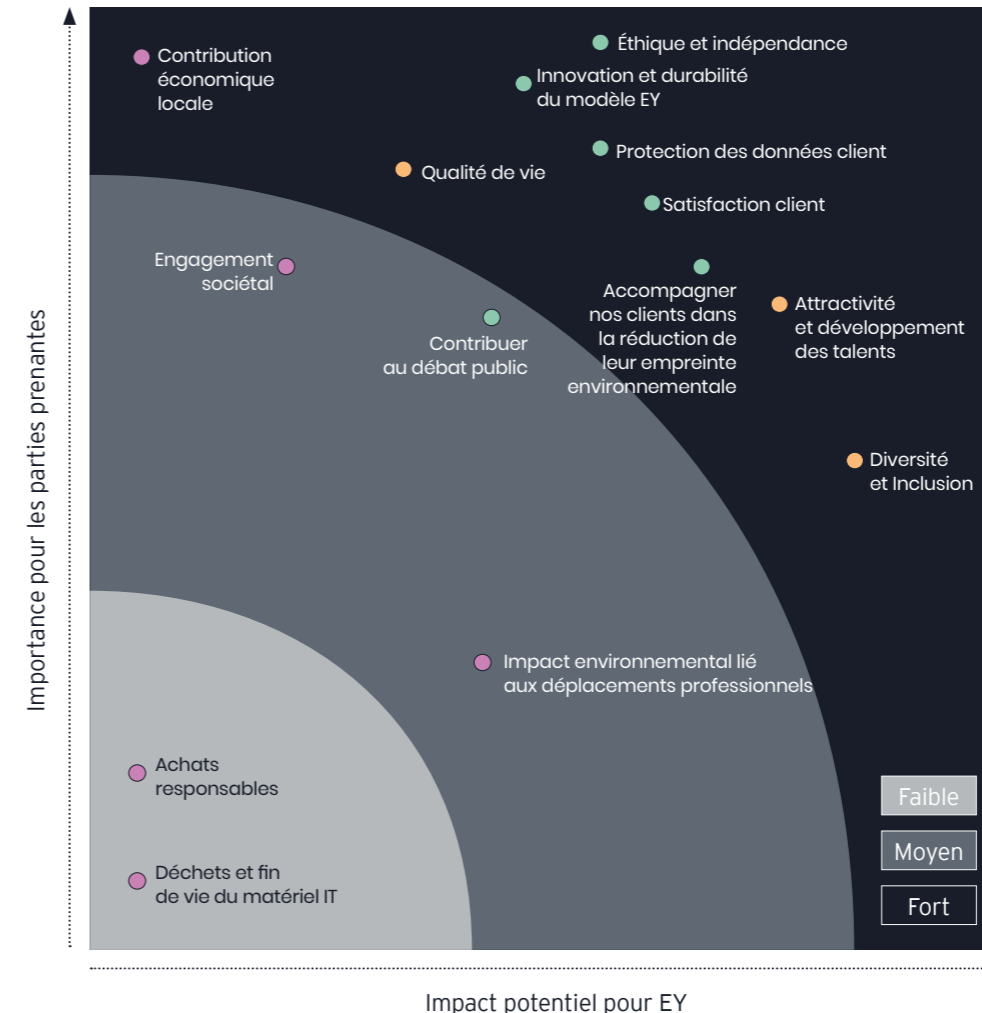 Importance pour les parties prenantes
Contribution
économique
locale
Éthique et indépendance
Innovation et durabilité
du modèle EY
Protection des données client
Qualité de vie
Satisfaction client
Engagement
sociétal
Contribuer
au débat public
Accompagner
nos clients dans
la réduction de
leur empreinte
environnementale
Attractivité
et développement
des talents
Diversité
et Inclusion
Impact environnemental lié
aux déplacements professionnels
Achats
responsables
Déchets et fin
de vie du matériel IT
Faible
Moyen
Fort
Impact potentiel pour EY